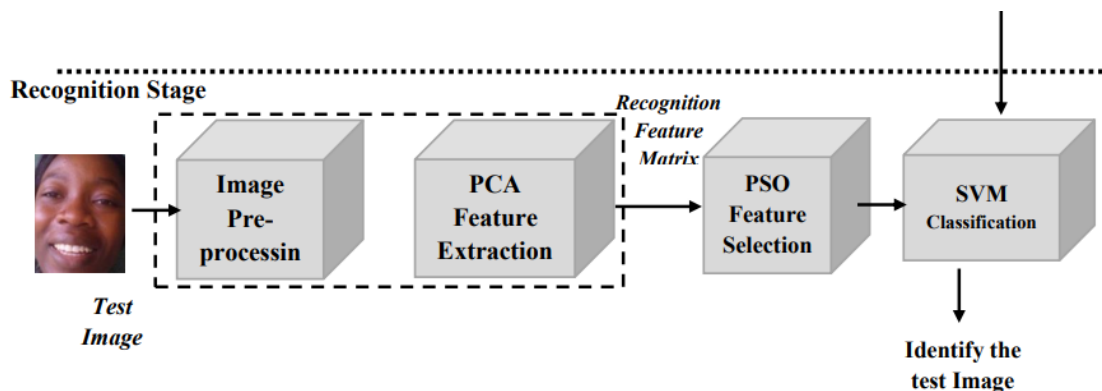 Recognition Stage
Recognition
Feature
Matrix
Image
Pre-
processin
PCA
Feature
Extraction
PSO
Feature
Selection
SVM
Classification
Test
Image
Identify the
test Image